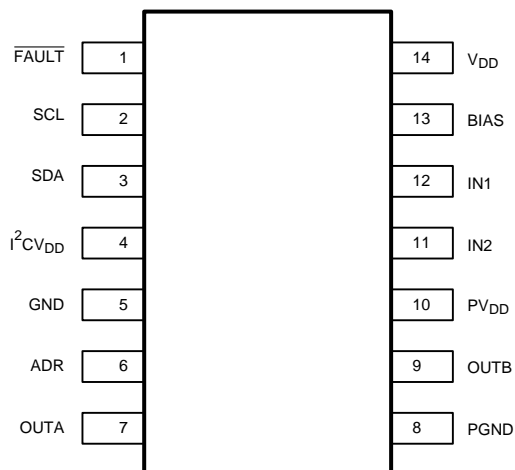 FAULT 1 14 VDD
SCL 2 13 BIAS
SDA 3 12 IN1
I²CVDD 4 11 IN2
GND 5 10 PVDD
ADR 6 9 OUTB
OUTA 7 8 PGND